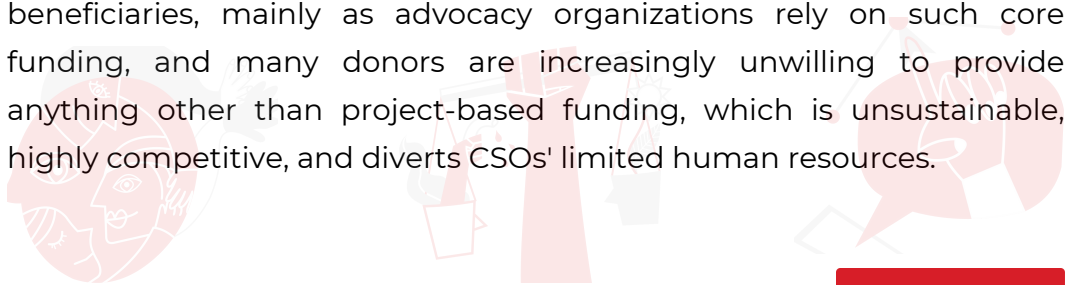 beneficiaries, mainly as advocacy organizations rely on such core
funding, and many donors are increasingly unwilling to provide
anything other than project-based funding, which is unsustainable,
highly competitive, and diverts CSOs' limited human resources.